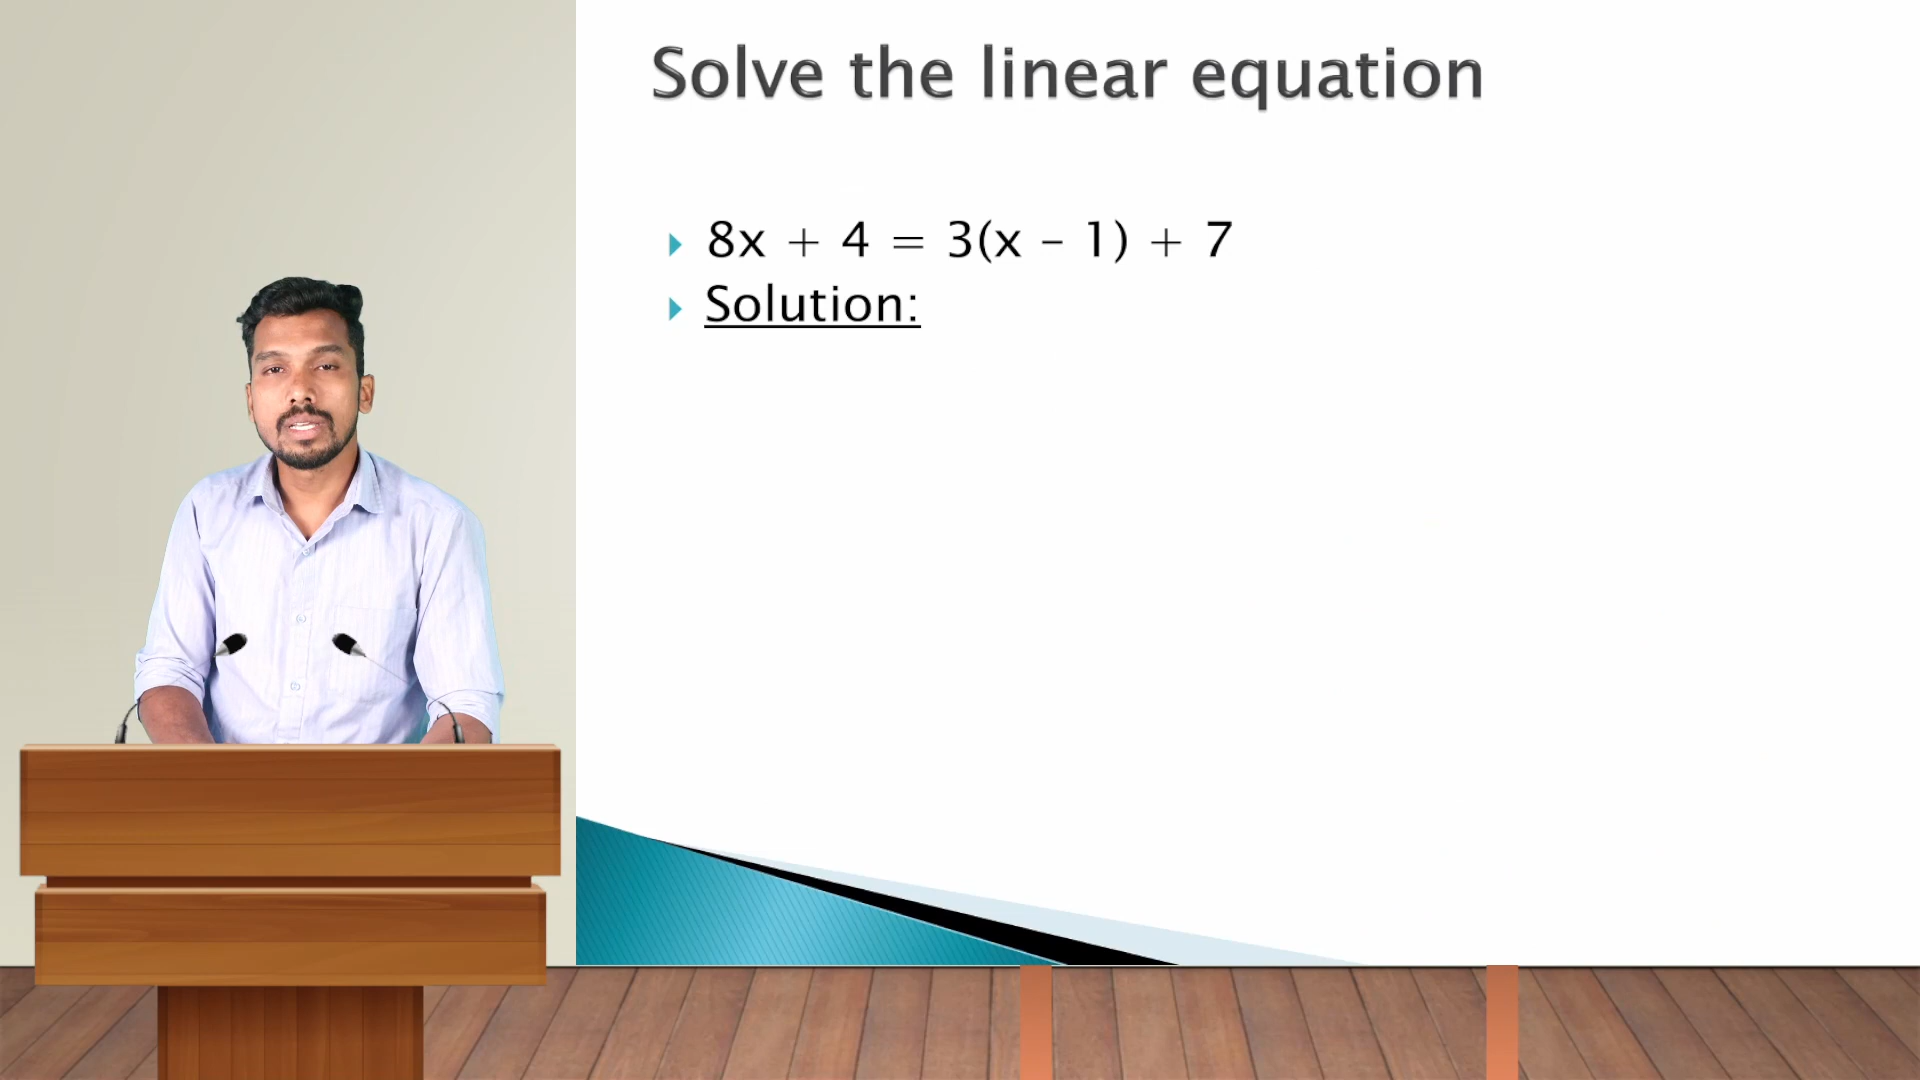 Solve the linear equation
8x + 4 = 3(x – 1) + 7
Solution: